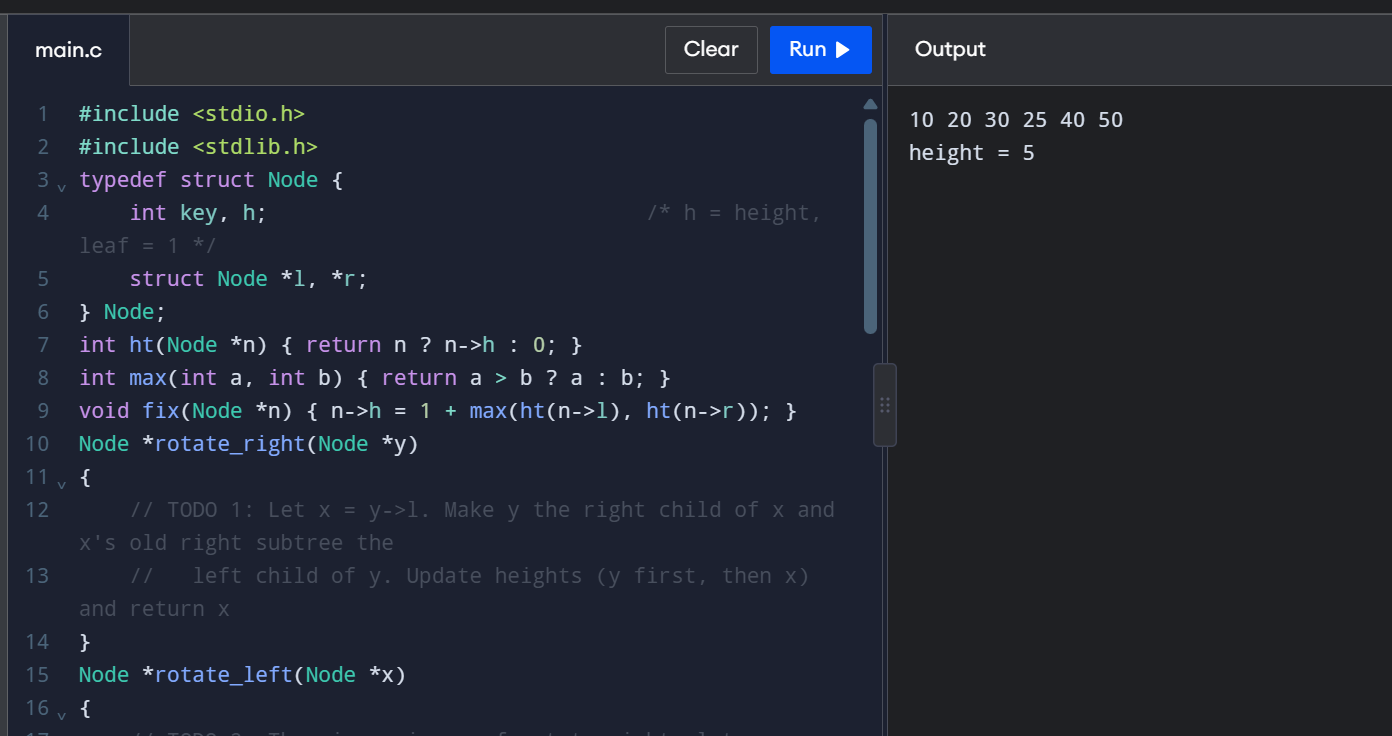 main.c
Clear
Run
Output
1 #include <stdio.h>
2 #include <stdlib.h>
3 typedef struct Node {
4     int key, h;                              /* h = height,
leaf = 1 */
5     struct Node *l, *r;
6 } Node;
7 int ht(Node *n) { return n ? n->h : 0; }
8 int max(int a, int b) { return a > b ? a : b; }
9 void fix(Node *n) { n->h = 1 + max(ht(n->l), ht(n->r)); }
10 Node *rotate_right(Node *y)
11 {
12     // TODO 1: Let x = y->l. Make y the right child of x and
x's old right subtree the
13     //   left child of y. Update heights (y first, then x)
and return x
14 }
15 Node *rotate_left(Node *x)
16 {
10 20 30 25 40 50
height = 5